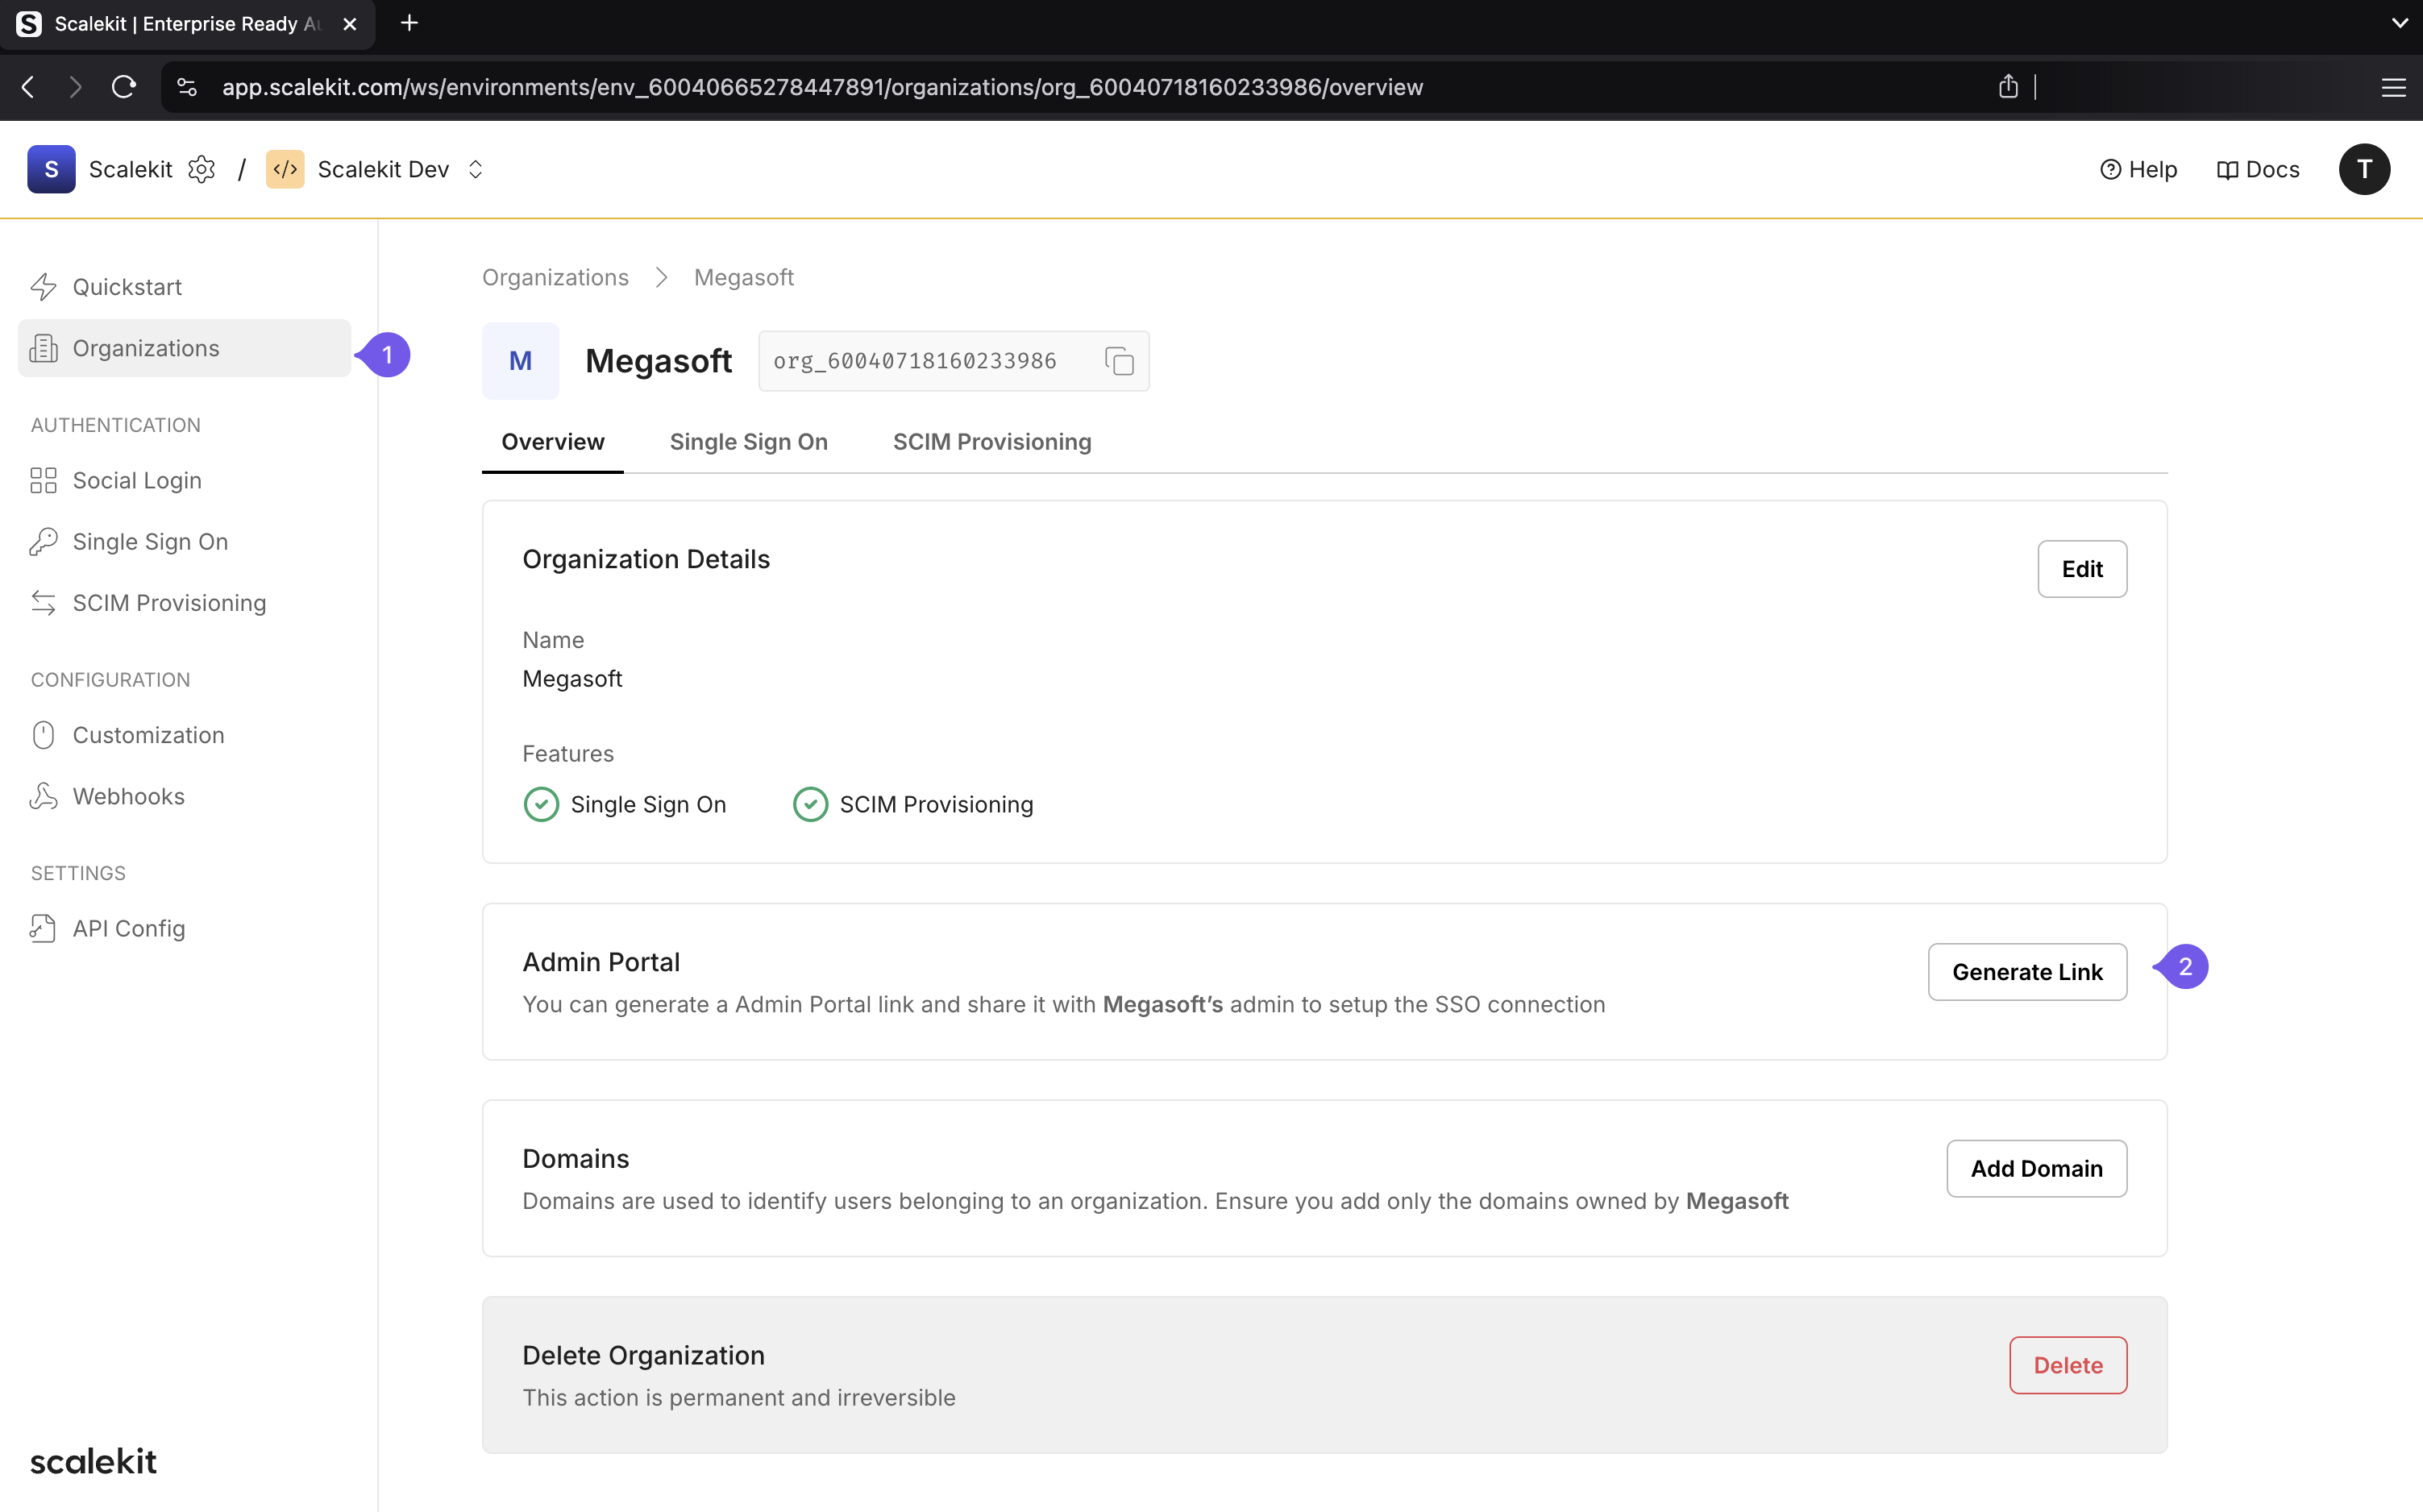 S Scalekit | Enterprise Ready
app.scalekit.com/ws/environments/env_60040665278447891/organizations/org_60040718160233986/overview
S Scalekit / </> Scalekit Dev
Help Docs T
Quickstart
Organizations
1
AUTHENTICATION
Social Login
Single Sign On
SCIM Provisioning
CONFIGURATION
Customization
Webhooks
SETTINGS
API Config
scalekit
Organizations > Megasoft
M Megasoft org_60040718160233986
Overview Single Sign On SCIM Provisioning
Organization Details
Edit
Name
Megasoft
Features
Single Sign On SCIM Provisioning
Admin Portal
Generate Link
2
You can generate a Admin Portal link and share it with Megasoft’s admin to setup the SSO connection
Domains
Add Domain
Domains are used to identify users belonging to an organization. Ensure you add only the domains owned by Megasoft
Delete Organization
Delete
This action is permanent and irreversible